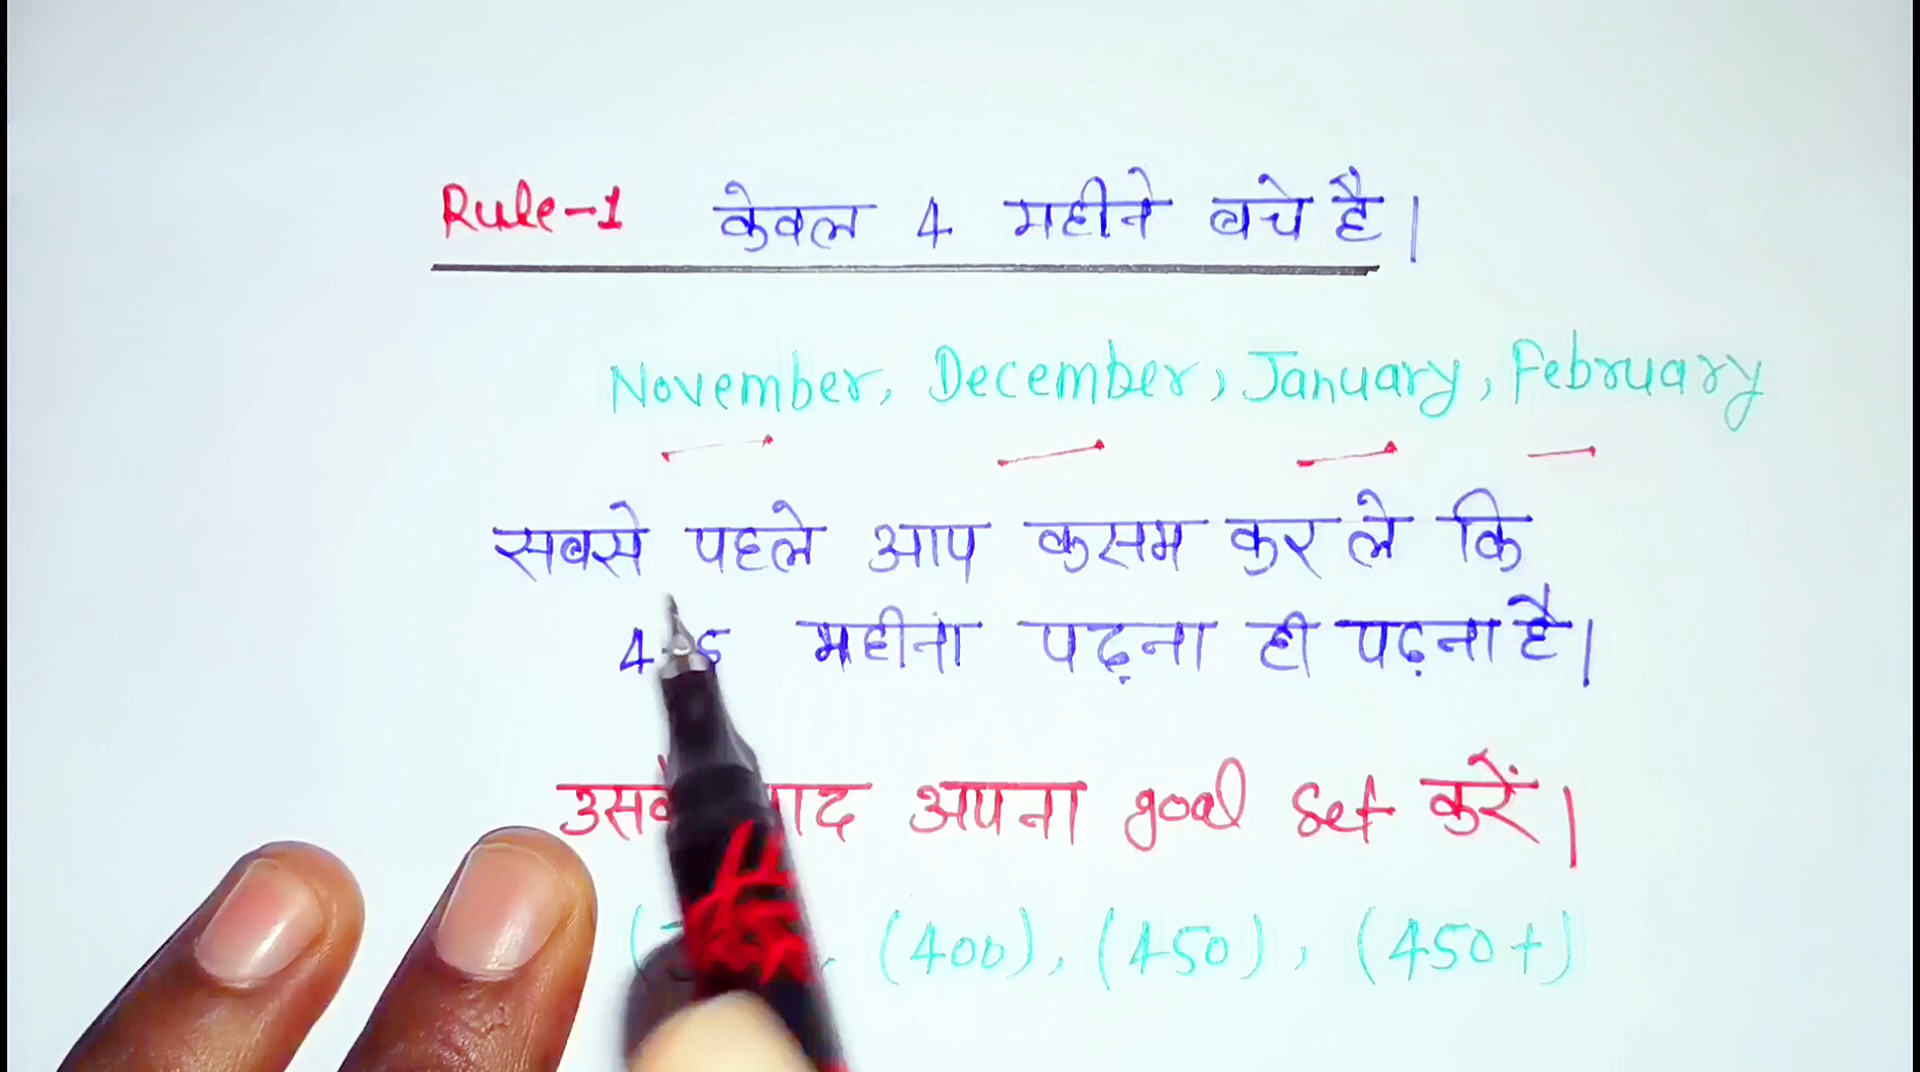 Rule-1 केवल 4 महीने बचे है।
November, December, January, February
सबसे पहले आप कसम कर ले कि
महीना पढ़ना ही पढ़ना है।
अपना goal set करें।
(400), (450), (450+)